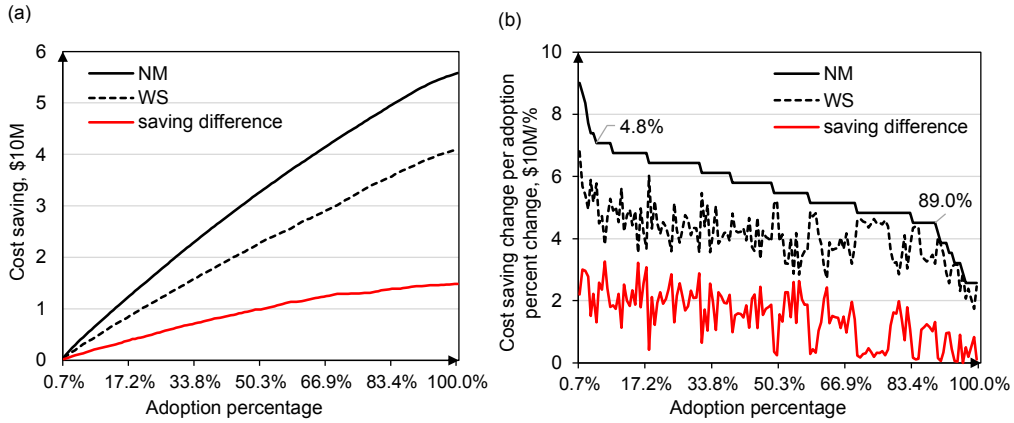 (a)
Cost saving, $10M
6
5
4
3
2
1
0
NM
WS
saving difference
0.7% 17.2% 33.8% 50.3% 66.9% 83.4% 100.0%
Adoption percentage
(b)
Cost saving change per adoption
percent change, $10M/%
10
8
6
4
2
0
NM
WS
saving difference
4.8%
89.0%
0.7% 17.2% 33.8% 50.3% 66.9% 83.4% 100.0%
Adoption percentage